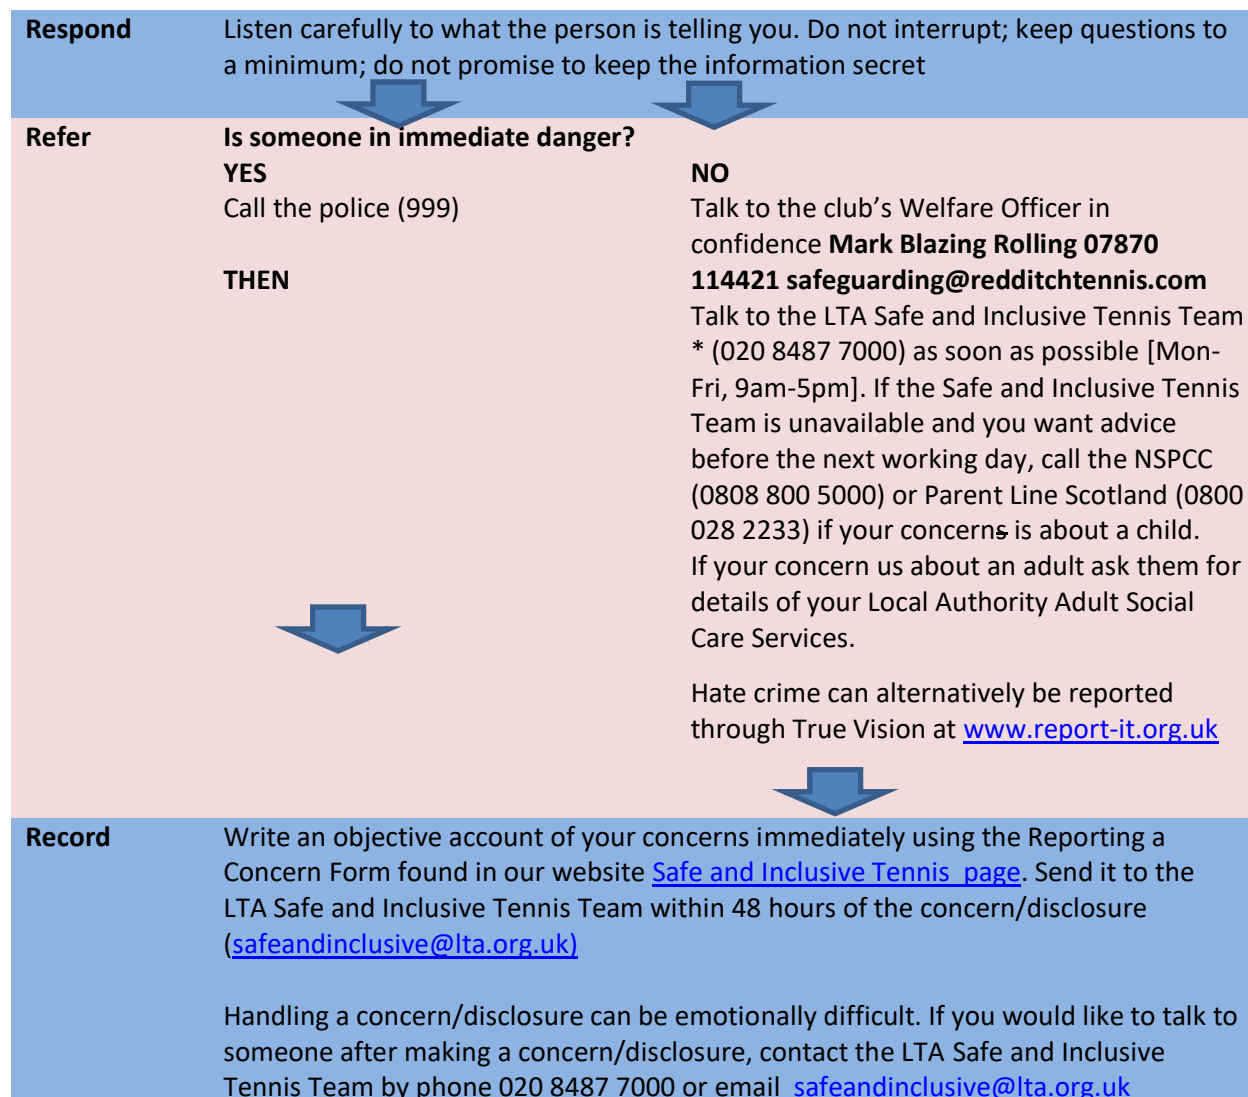 Respond
Listen carefully to what the person is telling you. Do not interrupt; keep questions to
a minimum; do not promise to keep the information secret
Refer
Is someone in immediate danger?
YES
Call the police (999)
THEN
NO
Talk to the club’s Welfare Officer in
confidence Mark Blazing Rolling 07870
114421 safeguarding@redditchtennis.com
Talk to the LTA Safe and Inclusive Tennis Team
* (020 8487 7000) as soon as possible [Mon-
Fri, 9am-5pm]. If the Safe and Inclusive Tennis
Team is unavailable and you want advice
before the next working day, call the NSPCC
(0808 800 5000) or Parent Line Scotland (0800
028 2233) if your concerns is about a child.
If your concern us about an adult ask them for
details of your Local Authority Adult Social
Care Services.
Hate crime can alternatively be reported
through True Vision at www.report-it.org.uk
Record
Write an objective account of your concerns immediately using the Reporting a
Concern Form found in our website Safe and Inclusive Tennis  page. Send it to the
LTA Safe and Inclusive Tennis Team within 48 hours of the concern/disclosure
(safeandinclusive@lta.org.uk)
Handling a concern/disclosure can be emotionally difficult. If you would like to talk to
someone after making a concern/disclosure, contact the LTA Safe and Inclusive
Tennis Team by phone 020 8487 7000 or email  safeandinclusive@lta.org.uk